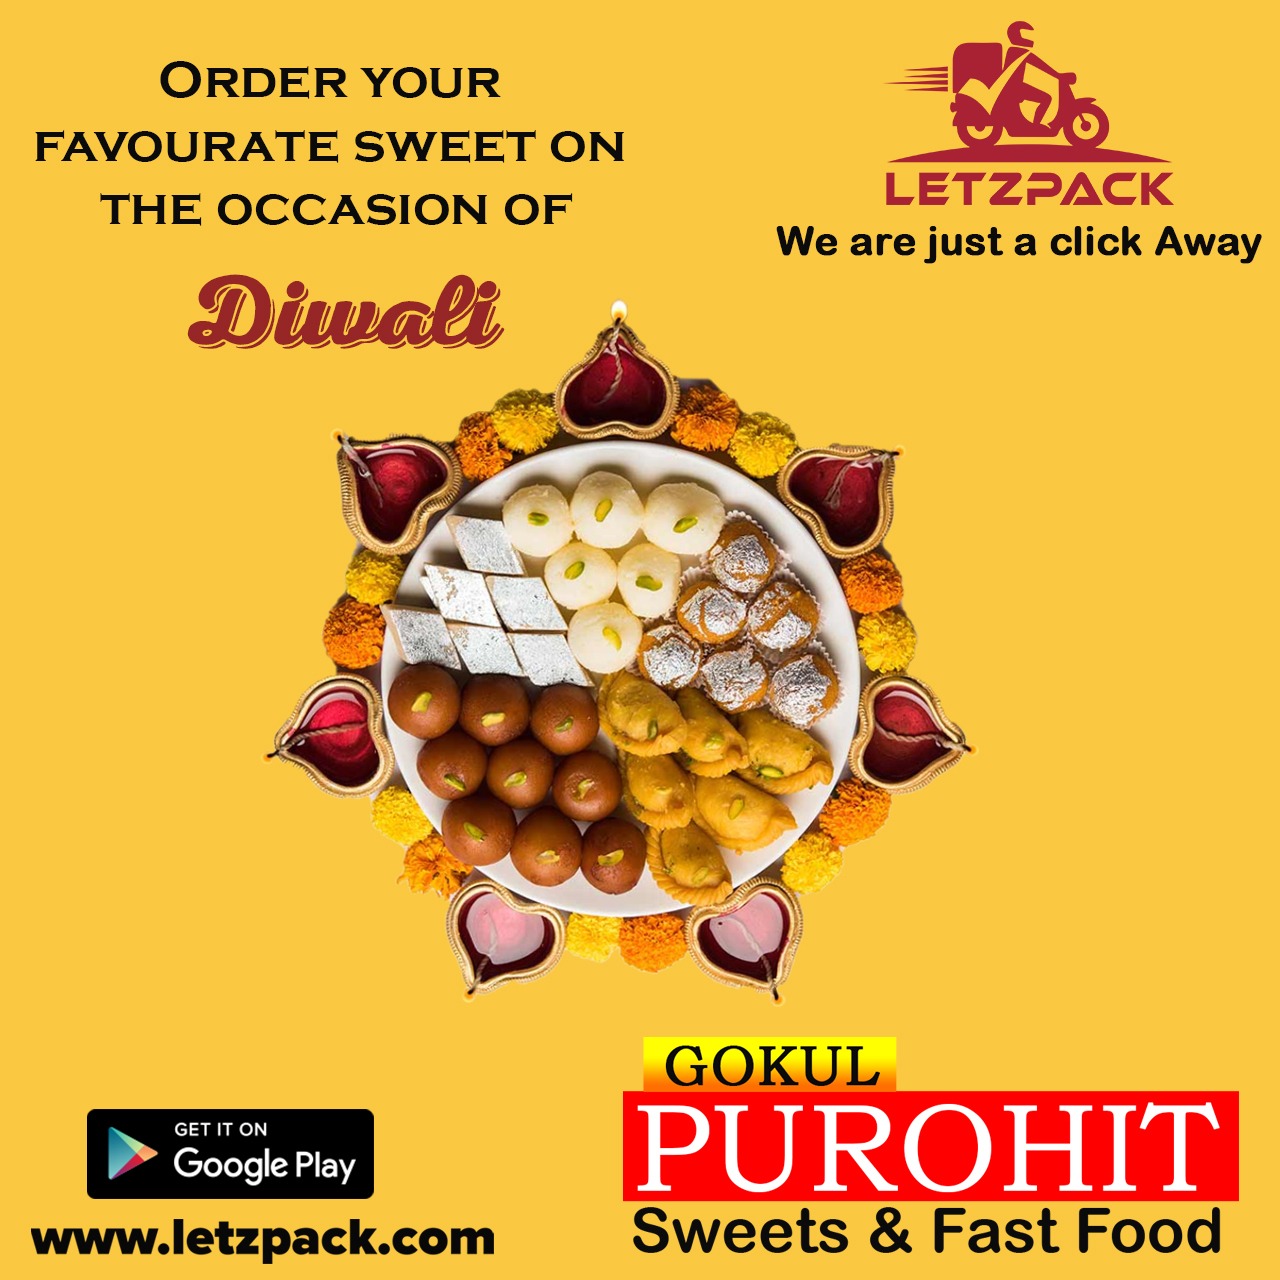 ORDER YOUR
FAVOURATE SWEET ON
THE OCCASION OF
Diwali
LETZPACK
We are just a click Away
GOKUL
PUROHIT
Sweets & Fast Food
GET IT ON
Google Play
www.letzpack.com